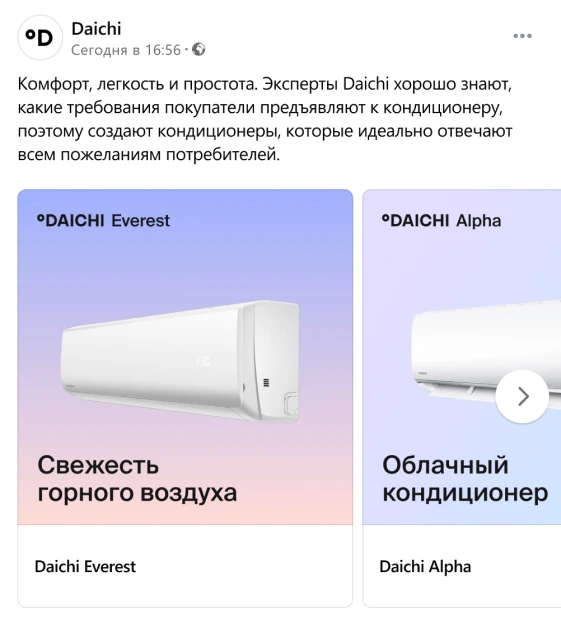 °D
Daichi
Сегодня в 16:56 ·
Комфорт, легкость и простота. Эксперты Daichi хорошо знают,
какие требования покупатели предъявляют к кондиционеру,
поэтому создают кондиционеры, которые идеально отвечают
всем пожеланиям потребителей.
°DAICHI Everest
Свежесть
горного воздуха
Daichi Everest
°DAICHI Alpha
Облачный
кондиционер
Daichi Alpha